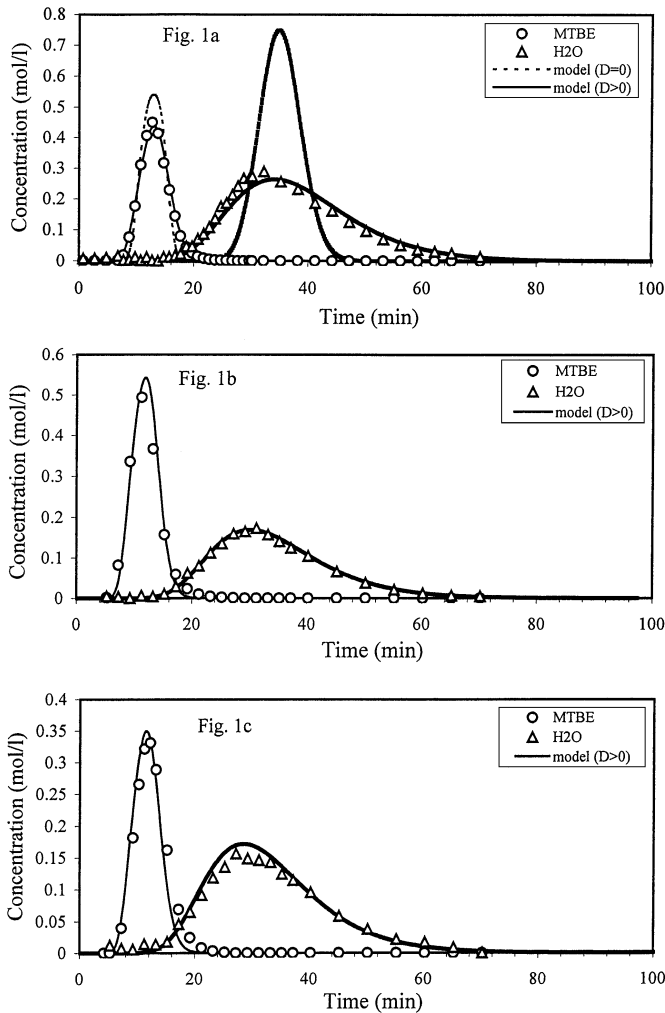 Fig. 1a
MTBE
H2O
model (D=0)
model (D>0)
Concentration (mol/l)
0.8
0.7
0.6
0.5
0.4
0.3
0.2
0.1
0
0 20 40 60 80 100
Time (min)
Fig. 1b
MTBE
H2O
model (D>0)
Concentration (mol/l)
0.6
0.5
0.4
0.3
0.2
0.1
0
0 20 40 60 80 100
Time (min)
Fig. 1c
MTBE
H2O
model (D>0)
Concentration (mol/l)
0.4
0.35
0.3
0.25
0.2
0.15
0.1
0.05
0
0 20 40 60 80 100
Time (min)